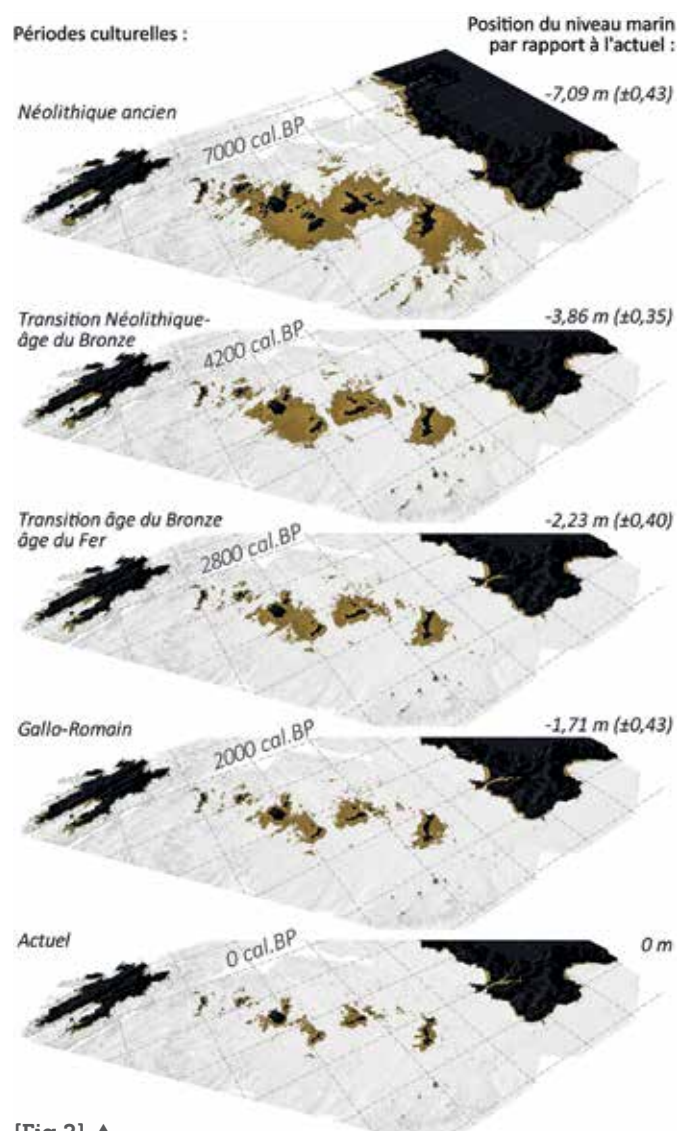 Périodes culturelles :
Position du niveau marin
par rapport à l'actuel :
-7,09 m (±0,43)
Néolithique ancien
7000 cal.BP
-3,86 m (±0,35)
Transition Néolithique-
âge du Bronze
4200 cal.BP
Transition âge du Bronze
âge du Fer
-2,23 m (±0,40)
2800 cal.BP
Gallo-Romain
-1,71 m (±0,43)
2000 cal.BP
Actuel
0 m
0 cal.BP